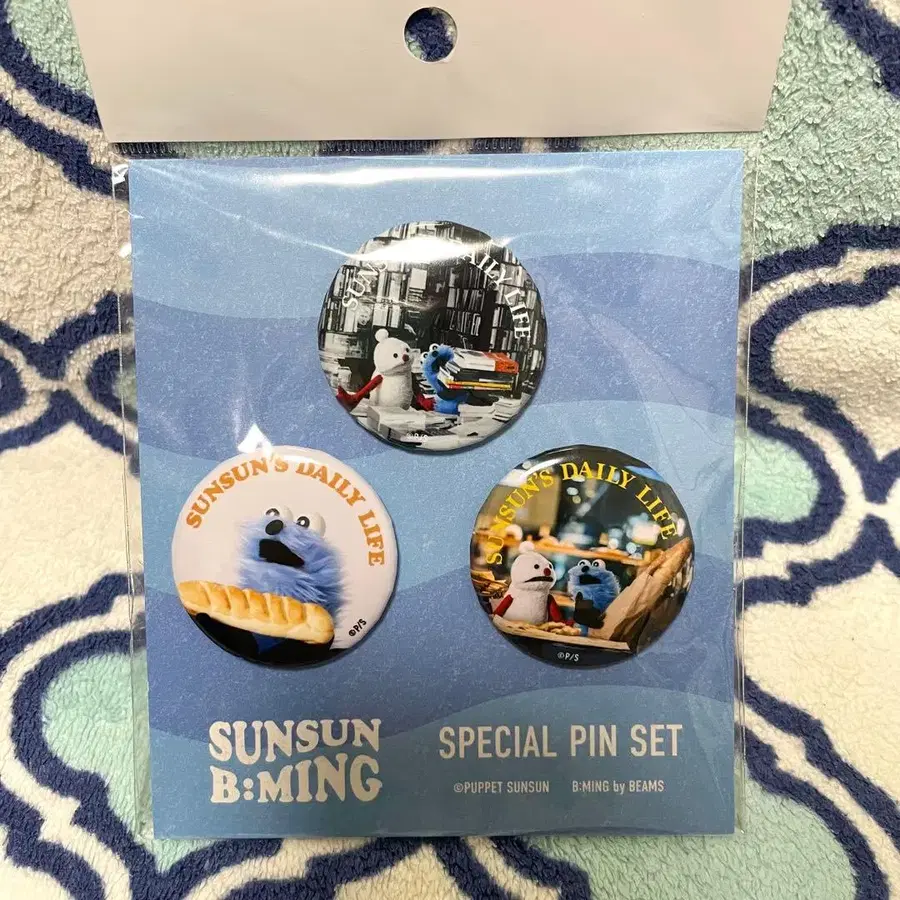 SUNSUN'S DAILY LIFE
©P/S
SUNSUN'S DAILY LIFE
©P/S
SUNSUN'S DAILY LIFE
©P/S
SUNSUN
B:MING
SPECIAL PIN SET
©PUPPET SUNSUN B:MING by BEAMS